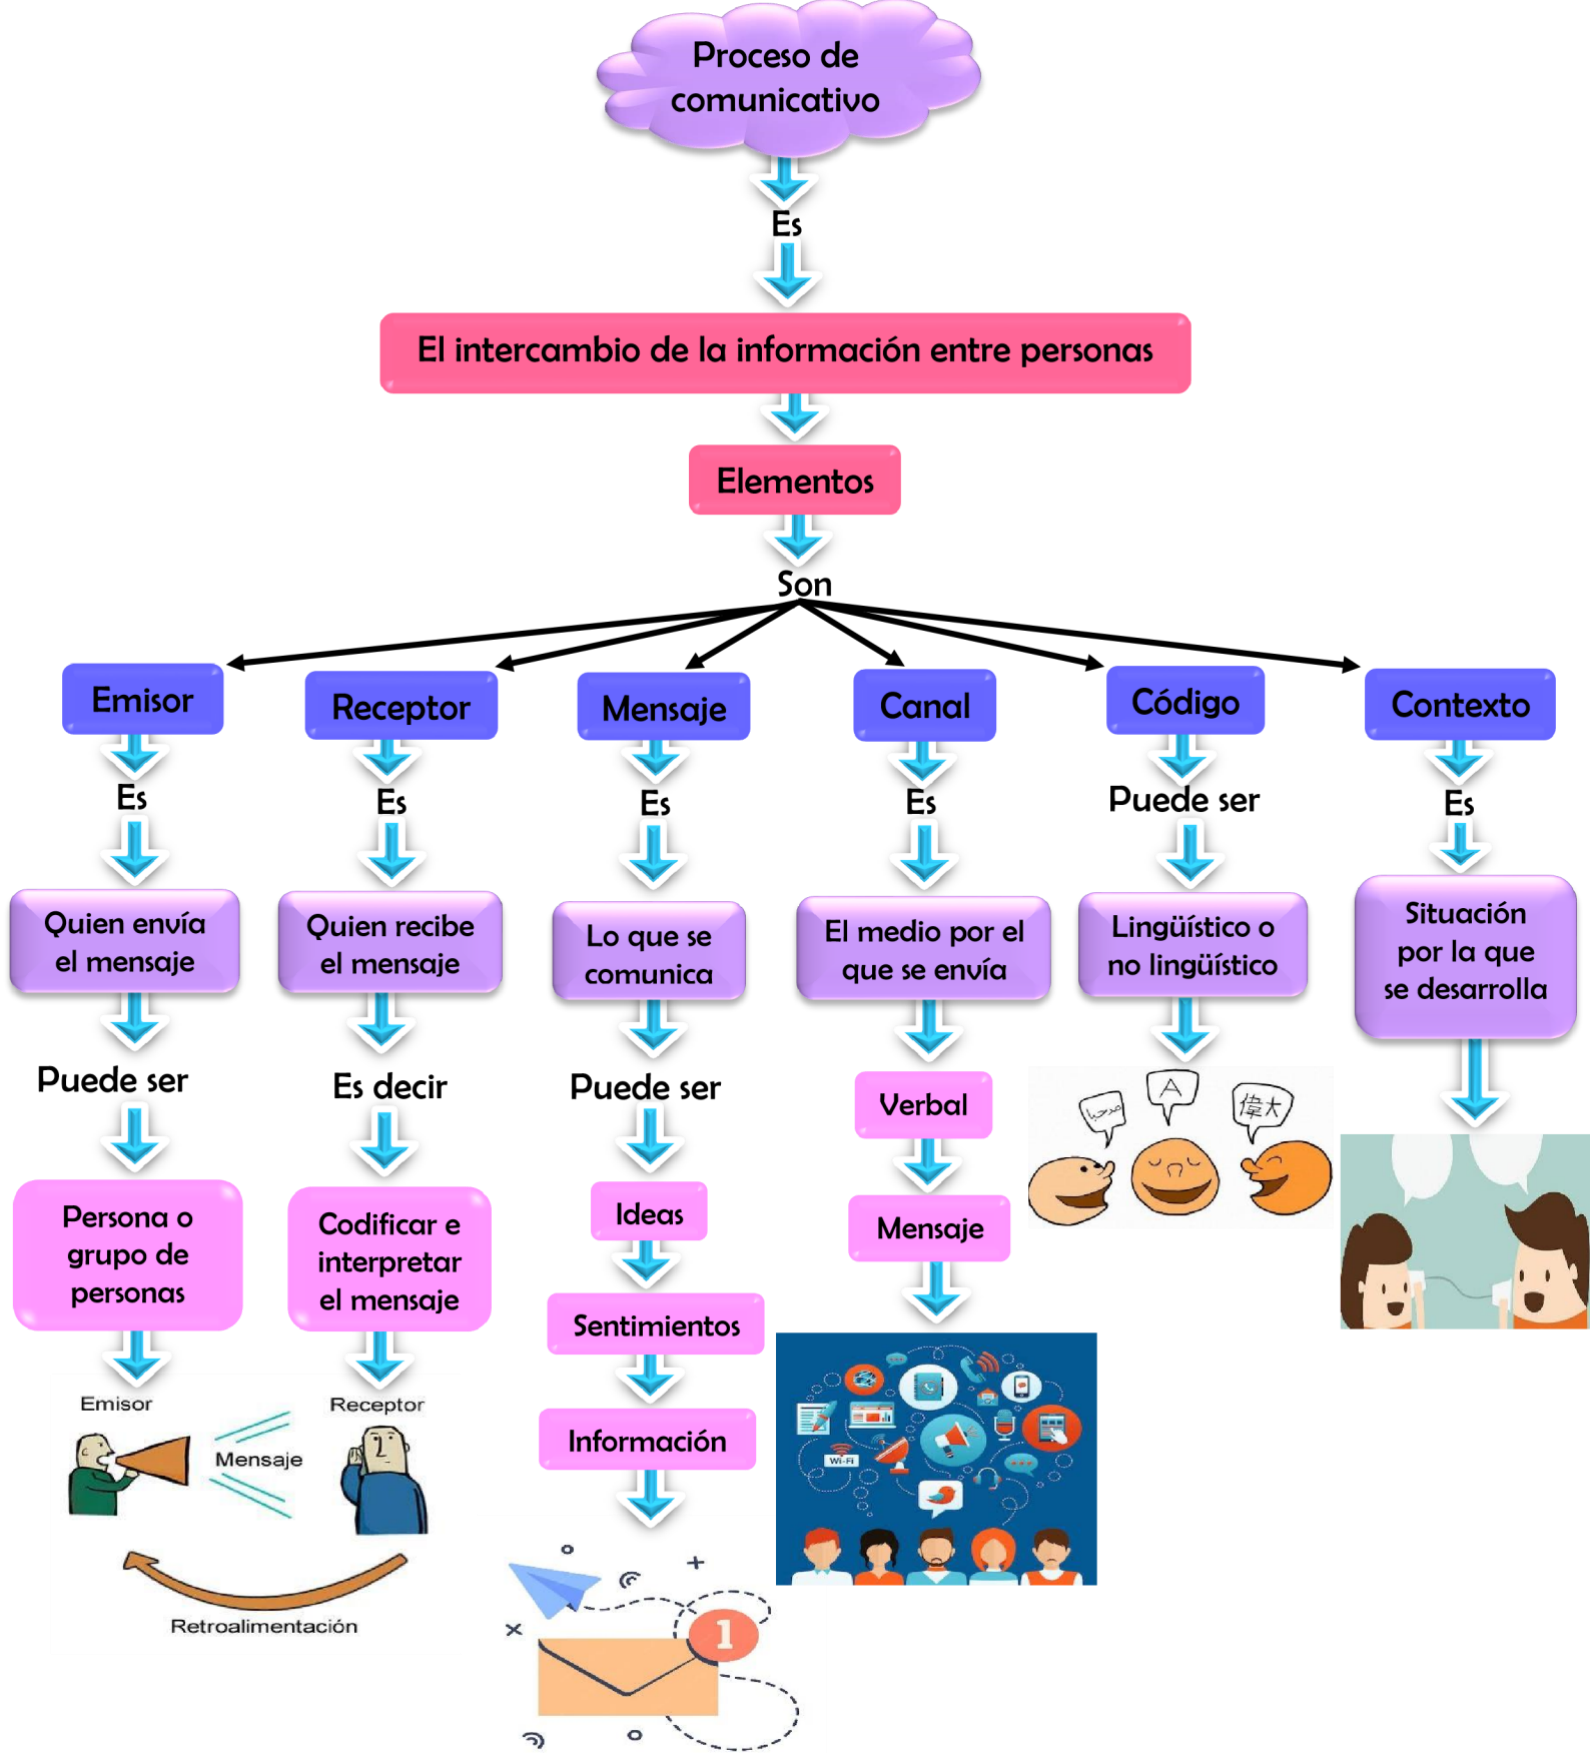 Proceso de
comunicativo
Es
El intercambio de la información entre personas
Elementos
Son
Emisor
Es
Quien envía
el mensaje
Puede ser
Persona o
grupo de
personas
Receptor
Es
Quien recibe
el mensaje
Es decir
Codificar e
interpretar
el mensaje
Emisor
Receptor
Mensaje
Retroalimentación
Mensaje
Es
Lo que se
comunica
Puede ser
Ideas
Sentimientos
Información
1
Canal
Es
El medio por el
que se envía
Verbal
Mensaje
Wi-Fi
Código
Puede ser
Lingüístico o
no lingüístico
مرحبا
A
偉大
Contexto
Es
Situación
por la que
se desarrolla